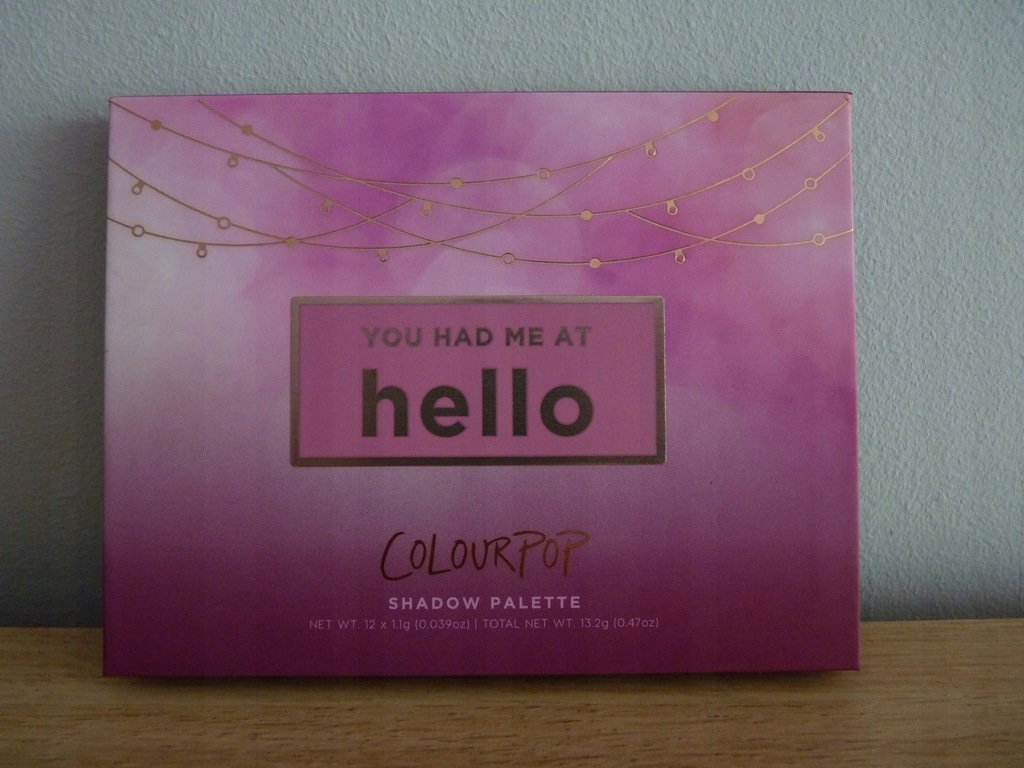 YOU HAD ME AT
hello
COLOURPOP
SHADOW PALETTE
NET WT. 12 x 1.1g (0.039oz) | TOTAL NET WT. 13.2g (0.47oz)